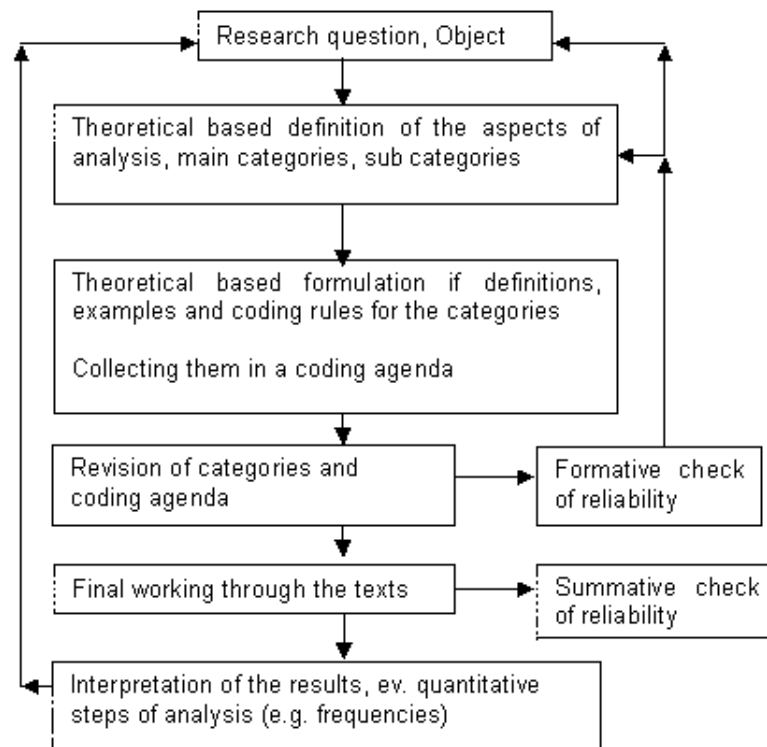 Research question, Object
Theoretical based definition of the aspects of
analysis, main categories, sub categories
Theoretical based formulation if definitions,
examples and coding rules for the categories
Collecting them in a coding agenda
Revision of categories and
coding agenda
Formative check
of reliability
Final working through the texts
Summative check
of reliability
Interpretation of the results, ev. quantitative
steps of analysis (e.g. frequencies)